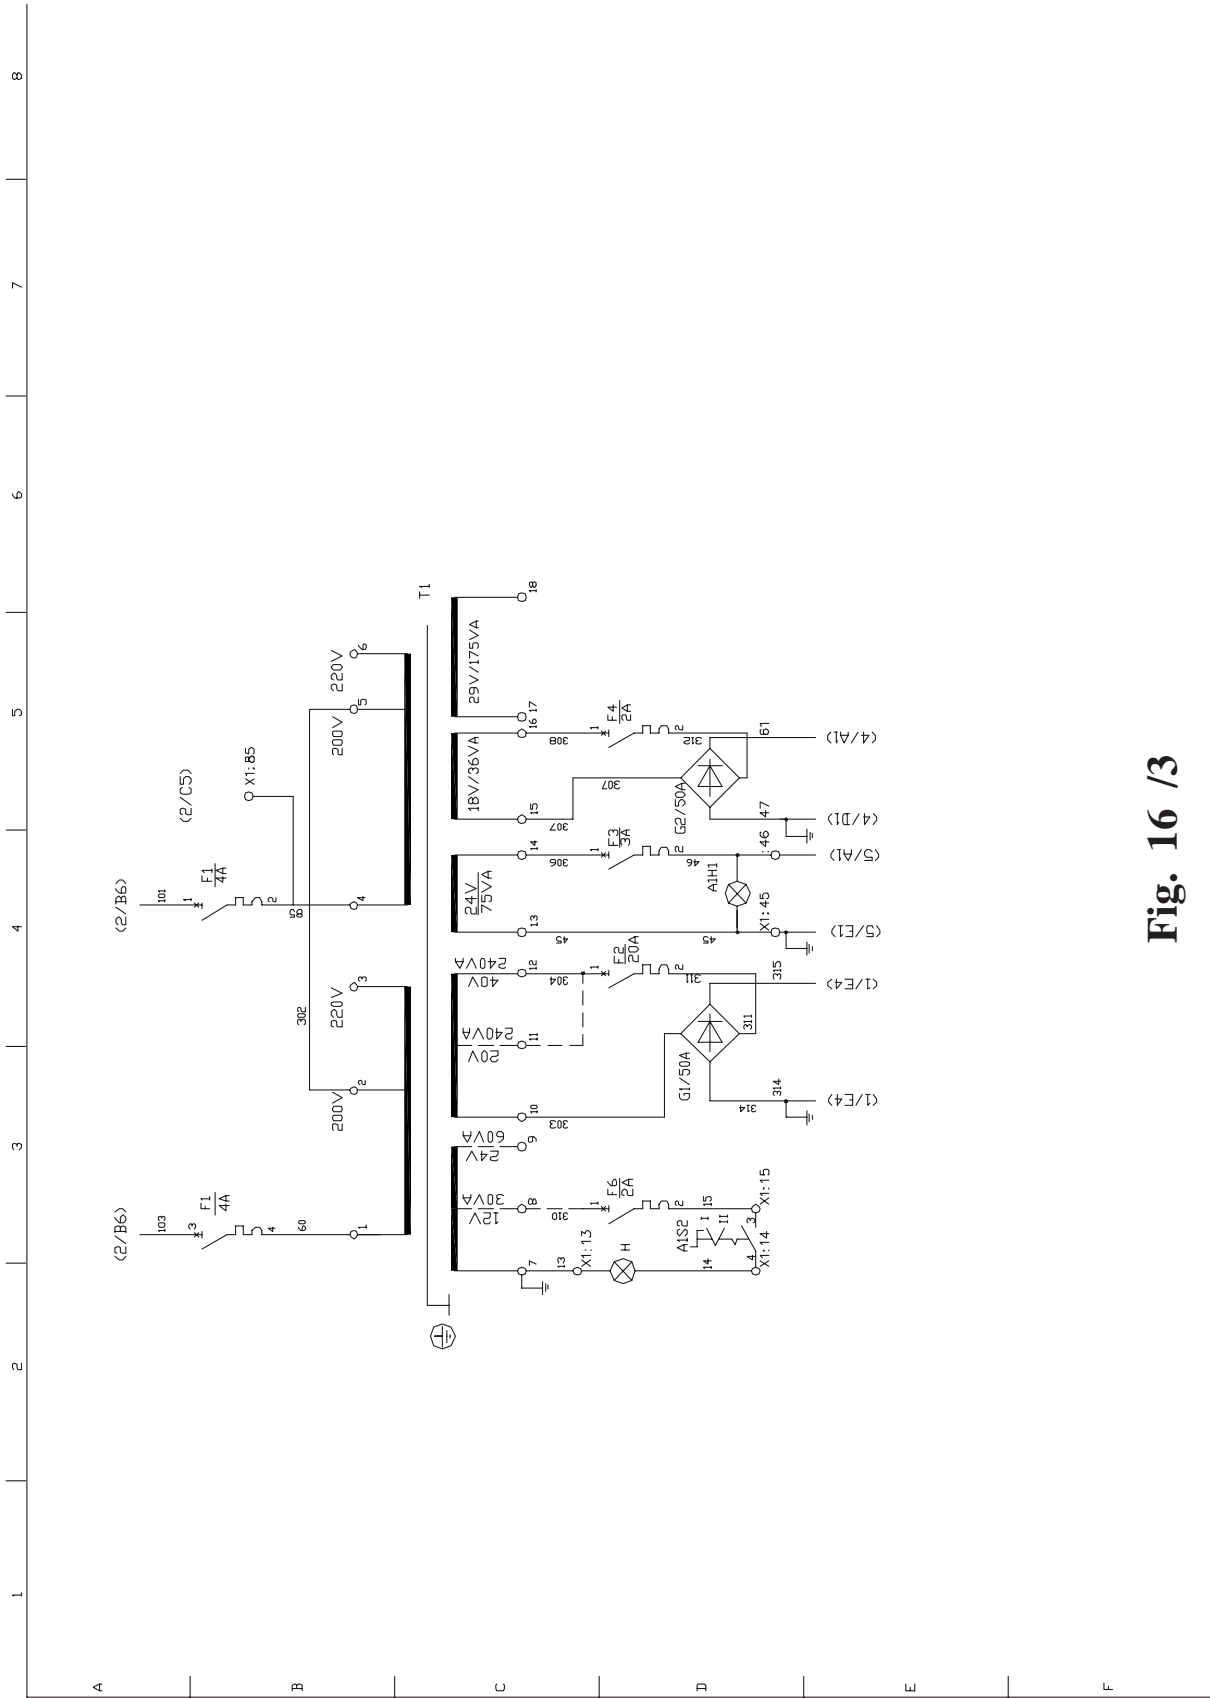 1 2 3 4 5 6 7 8
A
B
C
D
E
F
(2/B6)
(2/B6)
(2/C5)
103
101
3
F1
4A
4
60
1
F1
4A
2
85
X1:85
302
1
200V
2
220V
3
4
200V
5
220V
6
T1
12V
30VA
24V
60VA
20V
240VA
40V
240VA
24V
75VA
18V/36VA
29V/175VA
7
8
9
10
11
12
13
14
15
16
17
18
13
310
303
304
45
306
307
308
X1:13
H
1
F6
2A
2
15
14
A1S2
I
II
3
4
X1:15
X1:14
1
F2
20A
2
311
311
G1/50A
314
314
315
1
F3
3A
2
46
45
A1H1
X1:45
:46
307
1
F4
2A
2
312
G2/50A
47
61
(1/E4)
(1/E4)
(5/E1)
(5/A1)
(4/D1)
(4/A1)
Fig. 16 /3